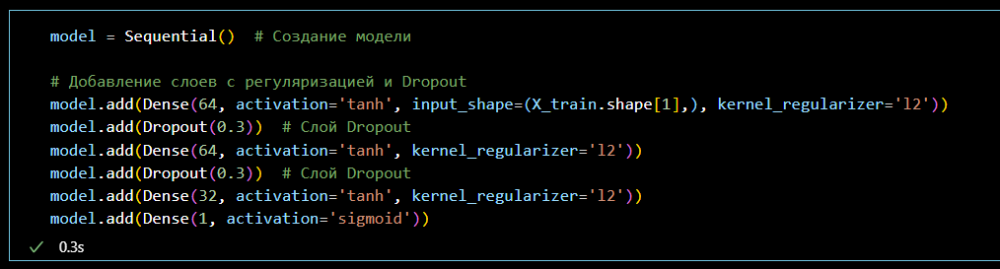 model = Sequential()  # Создание модели
# Добавление слоев с регуляризацией и Dropout
model.add(Dense(64, activation='tanh', input_shape=(X_train.shape[1],), kernel_regularizer='l2'))
model.add(Dropout(0.3))  # Слой Dropout
model.add(Dense(64, activation='tanh', kernel_regularizer='l2'))
model.add(Dropout(0.3))  # Слой Dropout
model.add(Dense(32, activation='tanh', kernel_regularizer='l2'))
model.add(Dense(1, activation='sigmoid'))
✓ 0.3s